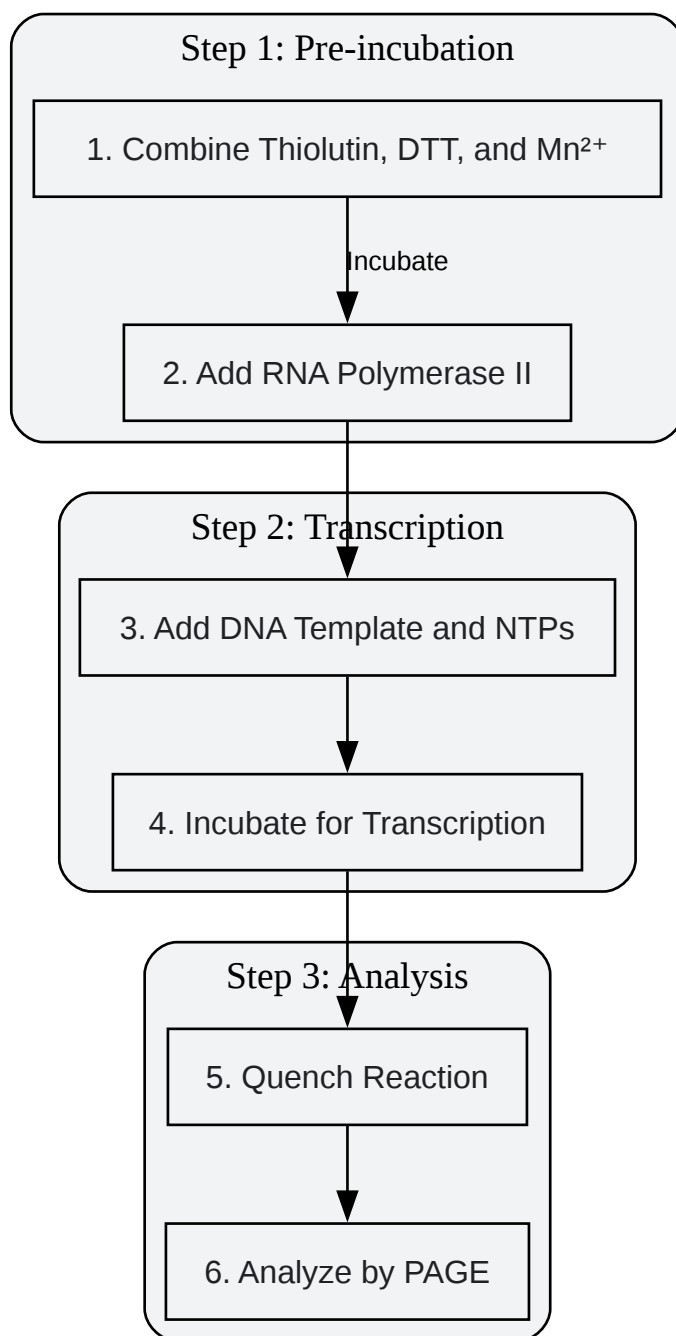 Step 1: Pre-incubation
1. Combine Thiolutin, DTT, and Mn²⁺
Incubate
2. Add RNA Polymerase II
Step 2: Transcription
3. Add DNA Template and NTPs
4. Incubate for Transcription
Step 3: Analysis
5. Quench Reaction
6. Analyze by PAGE